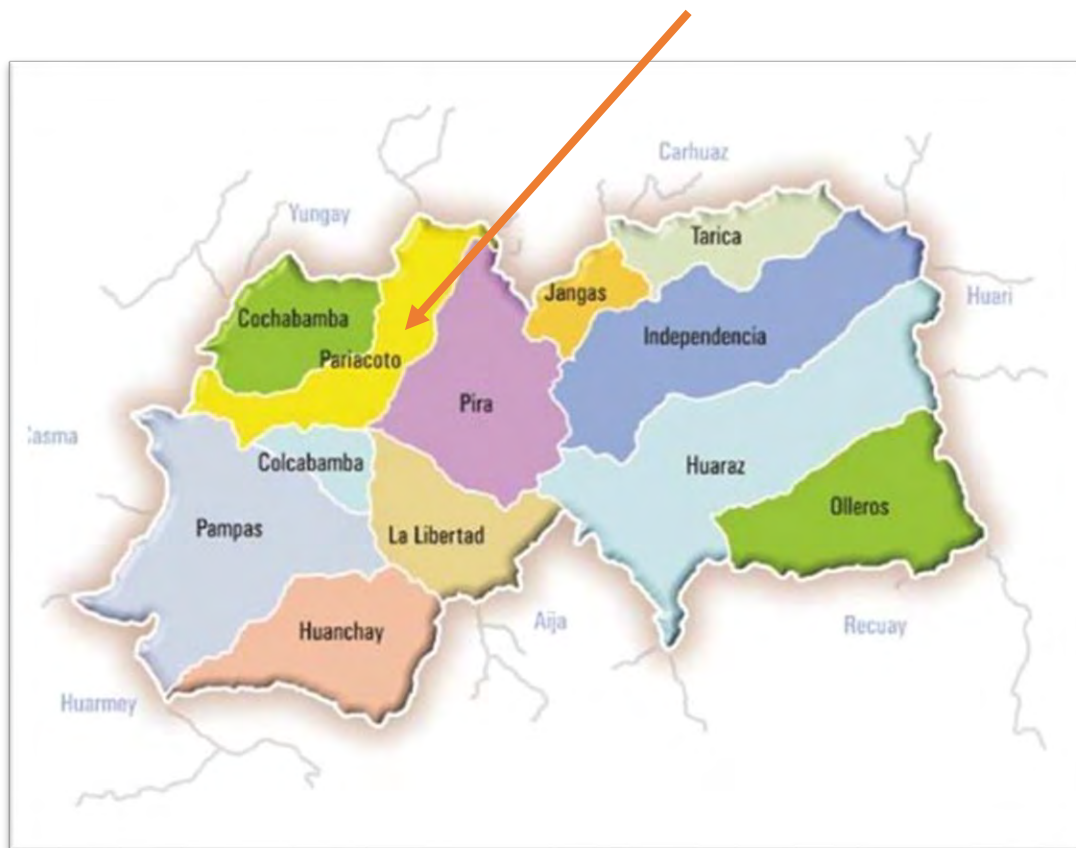 Carhuaz
Yungay
Tarica
Jangas
Huari
Cochabamba
Independencia
Pariacoto
Pira
Colcabamba
Huaraz
Olleros
Pampas
La Libertad
Huanchay
Aija
Recuay
Huarmey